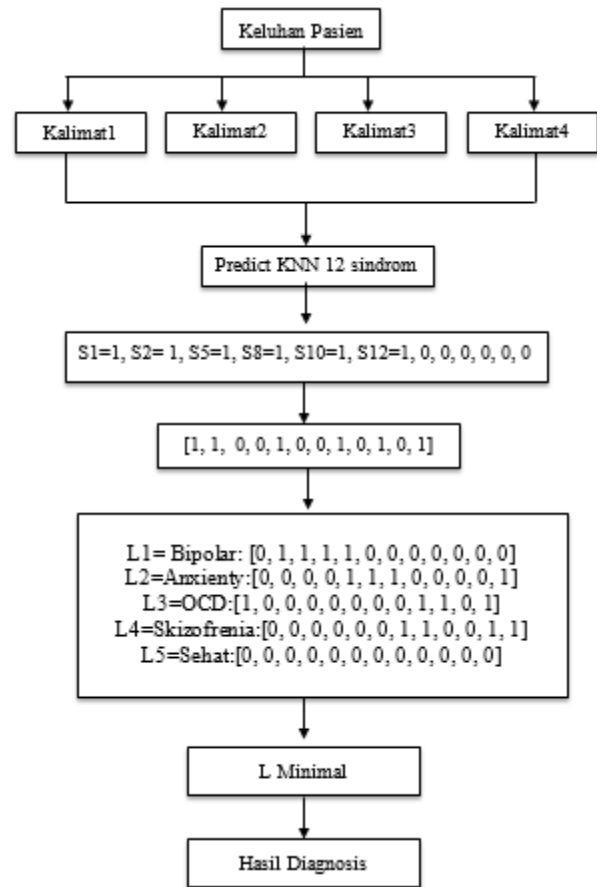 Keluhan Pasien
Kalimat1
Kalimat2
Kalimat3
Kalimat4
Predict KNN 12 sindrom
S1=1, S2= 1, S5=1, S8=1, S10=1, S12=1, 0, 0, 0, 0, 0, 0
[1, 1, 0, 0, 1, 0, 0, 1, 0, 1, 0, 1]
L1= Bipolar: [0, 1, 1, 1, 1, 0, 0, 0, 0, 0, 0, 0]
L2=Anxienty:[0, 0, 0, 0, 1, 1, 1, 0, 0, 0, 0, 1]
L3=OCD:[1, 0, 0, 0, 0, 0, 0, 0, 1, 1, 0, 1]
L4=Skizofrenia:[0, 0, 0, 0, 0, 0, 1, 1, 0, 0, 1, 1]
L5=Sehat:[0, 0, 0, 0, 0, 0, 0, 0, 0, 0, 0, 0]
L Minimal
Hasil Diagnosis